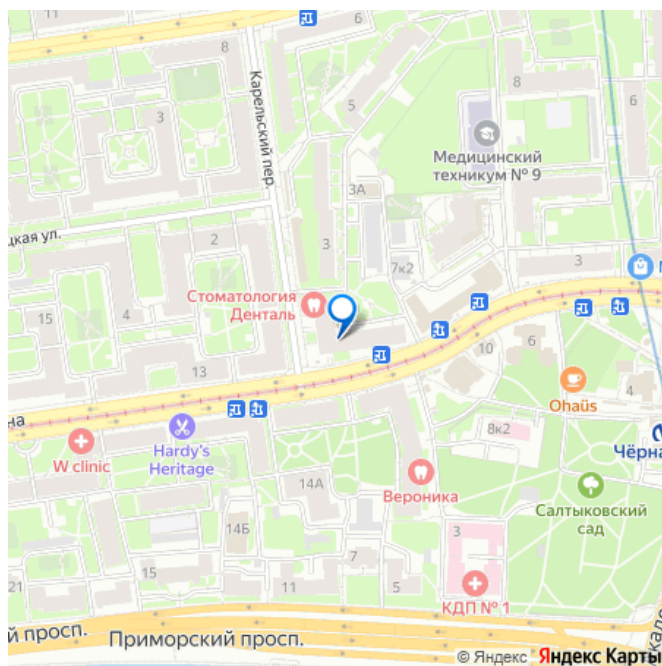 6
8
Карельский пер.
5
8
6
3
Медицинский
техникум № 9
3А
цкая ул.
2
3
7к2
3
М
Стоматология
Денталь
15
4
10
6
13
4
на
Ohaüs
Hardy's
Heritage
W clinic
8к2
Чёрна
Вероника
14А
Салтыковский
сад
14Б
3
7
15
11
5
21
КДП № 1
й просп.
Приморский просп.
кало
© Яндекс Яндекс Карты